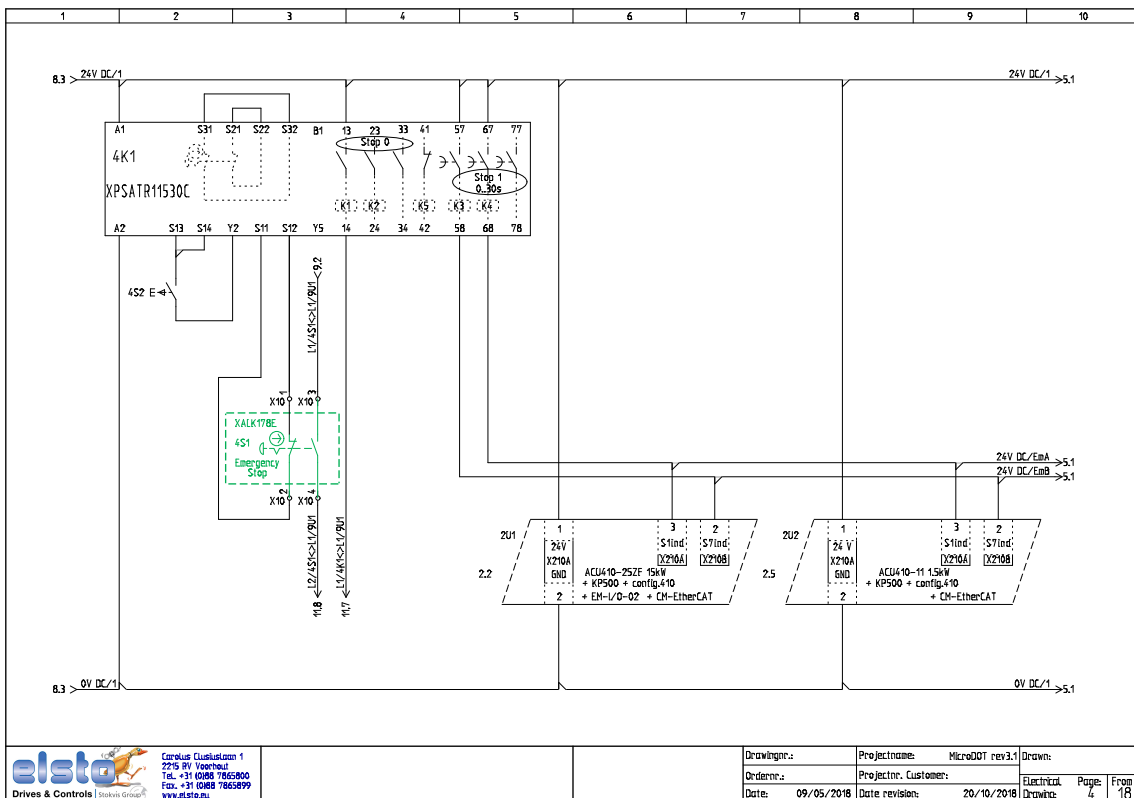 1 2 3 4 5 6 7 8 9 10
8.3 24V DC/1 24V DC/1 5.1
A1 S31 S21 S22 S32 B1 13 23 33 41 57 67 77
Stop 0
4K1
Stop 1
0..30s
XPSATR11530C
K1 K2 K5 K3 K4
A2 S13 S14 Y2 S11 S12 Y5 14 24 34 42 58 68 78
9.2
4S2 E
L1/4S1<>L1/9U1
X10 1 X10 3
XALK178E
4S1
Emergency
Stop
24V DC/EmA 5.1
24V DC/EmB 5.1
X10 2 X10 4
L2/4S1<>L1/9U1
L1/4K1<>L1/9U1
11.8 11.7
2U1 1 3 2
24V S1ind S7ind
X210A X210A X210B
GND
2.2 ACU410-25ZF 15kW
+ KP500 + config.410
2 + EM-I/O-02 + CM-EtherCAT
2U2 1 3 2
24 V S1ind S7ind
X210A X210A X210B
GND
2.5 ACU410-11 1.5kW
+ KP500 + config.410
2 + CM-EtherCAT
8.3 0V DC/1 0V DC/1 5.1
elsto
Drives & Controls Stokvis Group
Carolus Clusiuslaan 1
2215 RV Voorhout
Tel. +31 (0)88 7865800
Fax. +31 (0)88 7865899
www.elsto.eu
Drawingnr.: Projectname: MicroDOT rev3.1 Drawn:
Ordernr.: Projectnr. Customer:
Date: 09/05/2018 Date revision: 20/10/2018
Electrical Page: From
Drawing: 4 18